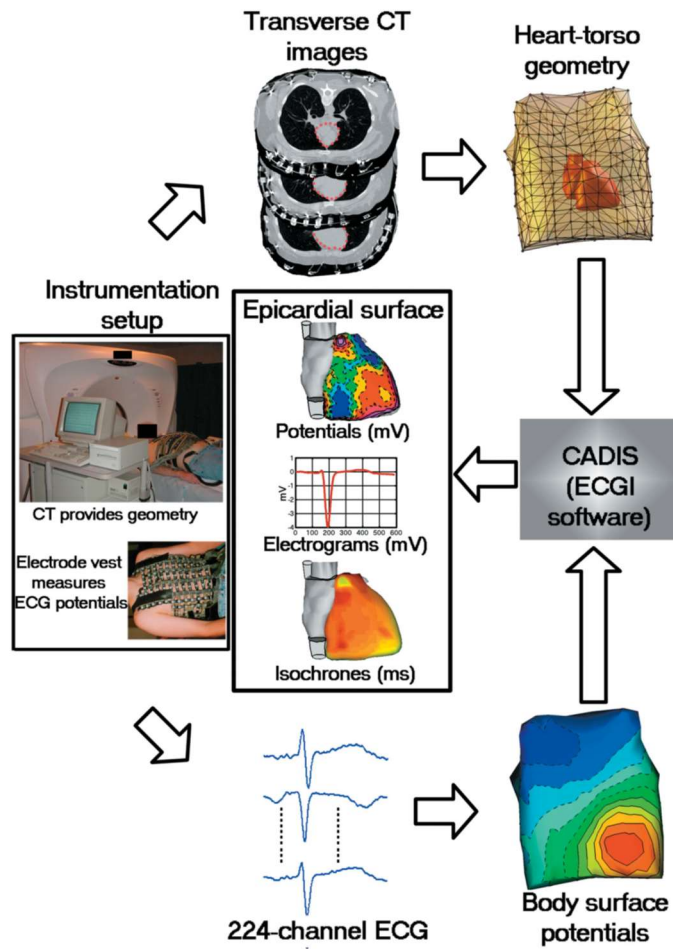 Transverse CT
images
Heart-torso
geometry
Instrumentation
setup
CT provides geometry
Electrode vest
measures
ECG potentials
Epicardial surface
Potentials (mV)
1
0
-1
-2
-3
-4
mV
0 100 200 300 400 500 600
Electrograms (mV)
Isochrones (ms)
CADIS
(ECGI
software)
224-channel ECG
Body surface
potentials